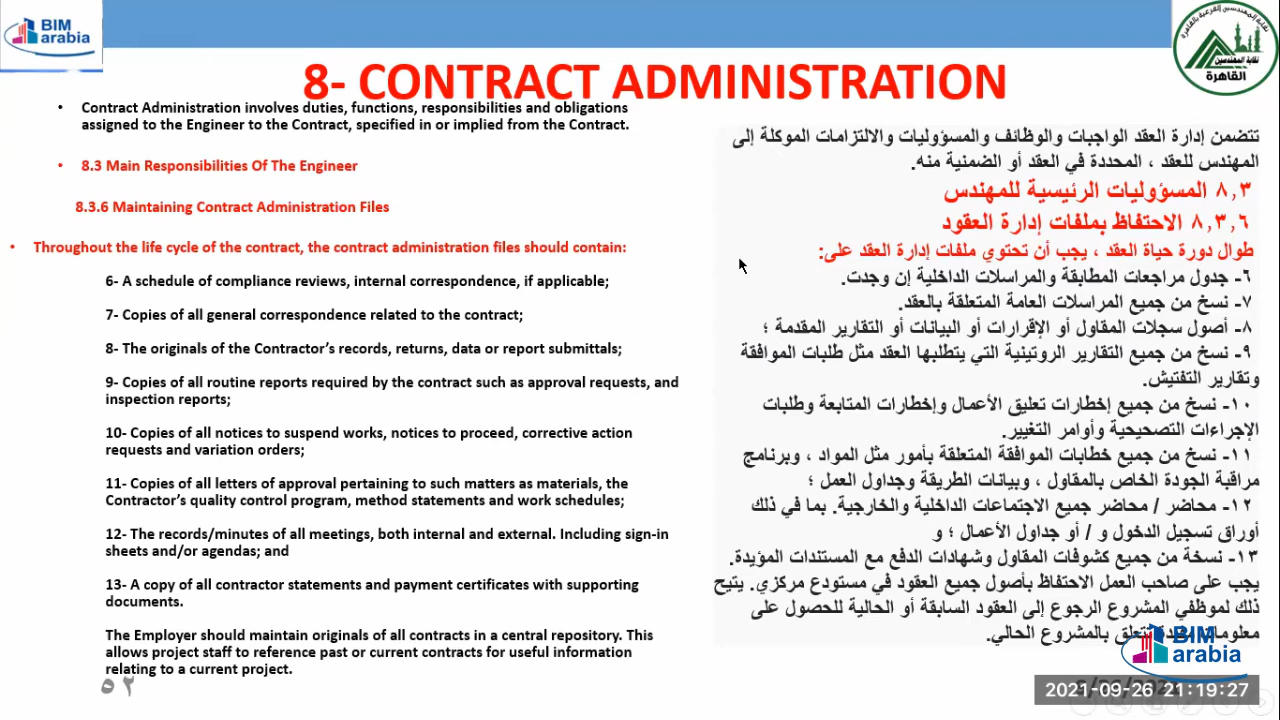 BIM
arabia
نقابة المهندسين
القاهرة
8- CONTRACT ADMINISTRATION
• Contract Administration involves duties, functions, responsibilities and obligations
assigned to the Engineer to the Contract, specified in or implied from the Contract.
• 8.3 Main Responsibilities Of The Engineer
8.3.6 Maintaining Contract Administration Files
• Throughout the life cycle of the contract, the contract administration files should contain:
6- A schedule of compliance reviews, internal correspondence, if applicable;
7- Copies of all general correspondence related to the contract;
8- The originals of the Contractor's records, returns, data or report submittals;
9- Copies of all routine reports required by the contract such as approval requests, and
inspection reports;
10- Copies of all notices to suspend works, notices to proceed, corrective action
requests and variation orders;
11- Copies of all letters of approval pertaining to such matters as materials, the
Contractor's quality control program, method statements and work schedules;
12- The records/minutes of all meetings, both internal and external. Including sign-in
sheets and/or agendas; and
13- A copy of all contractor statements and payment certificates with supporting
documents.
The Employer should maintain originals of all contracts in a central repository. This
allows project staff to reference past or current contracts for useful information
relating to a current project.
٥٢
تتضمن إدارة العقد الواجبات والوظائف والمسؤوليات والالتزامات الموكلة إلى
المهندس للعقد ، المحددة في العقد أو الضمنية منه.
٨,٣ المسؤوليات الرئيسية للمهندس
٨,٣,٦ الاحتفاظ بملفات إدارة العقود
طوال دورة حياة العقد ، يجب أن تحتوي ملفات إدارة العقد على:
٦- جدول مراجعات المطابقة والمراسلات الداخلية إن وجدت.
٧- نسخ من جميع المراسلات العامة المتعلقة بالعقد.
٨- أصول سجلات المقاول أو الإقرارات أو البيانات أو التقارير المقدمة ؛
٩- نسخ من جميع التقارير الروتينية التي يتطلبها العقد مثل طلبات الموافقة
وتقارير التفتيش.
١٠- نسخ من جميع إخطارات تعليق الأعمال وإخطارات المتابعة وطلبات
الإجراءات التصحيحية وأوامر التغيير.
١١- نسخ من جميع خطابات الموافقة المتعلقة بأمور مثل المواد ، وبرنامج
مراقبة الجودة الخاص بالمقاول ، وبيانات الطريقة وجداول العمل ؛
١٢- محاضر / محاضر جميع الاجتماعات الداخلية والخارجية. بما في ذلك
أوراق تسجيل الدخول و / أو جداول الأعمال ؛ و
١٣- نسخة من جميع كشوفات المقاول وشهادات الدفع مع المستندات المؤيدة.
يجب على صاحب العمل الاحتفاظ بأصول جميع العقود في مستودع مركزي. يتيح
ذلك لموظفي المشروع الرجوع إلى العقود السابقة أو الحالية للحصول على
بالمشروع الحالي.
BIM
arabia
2021-09-26 21:19:27